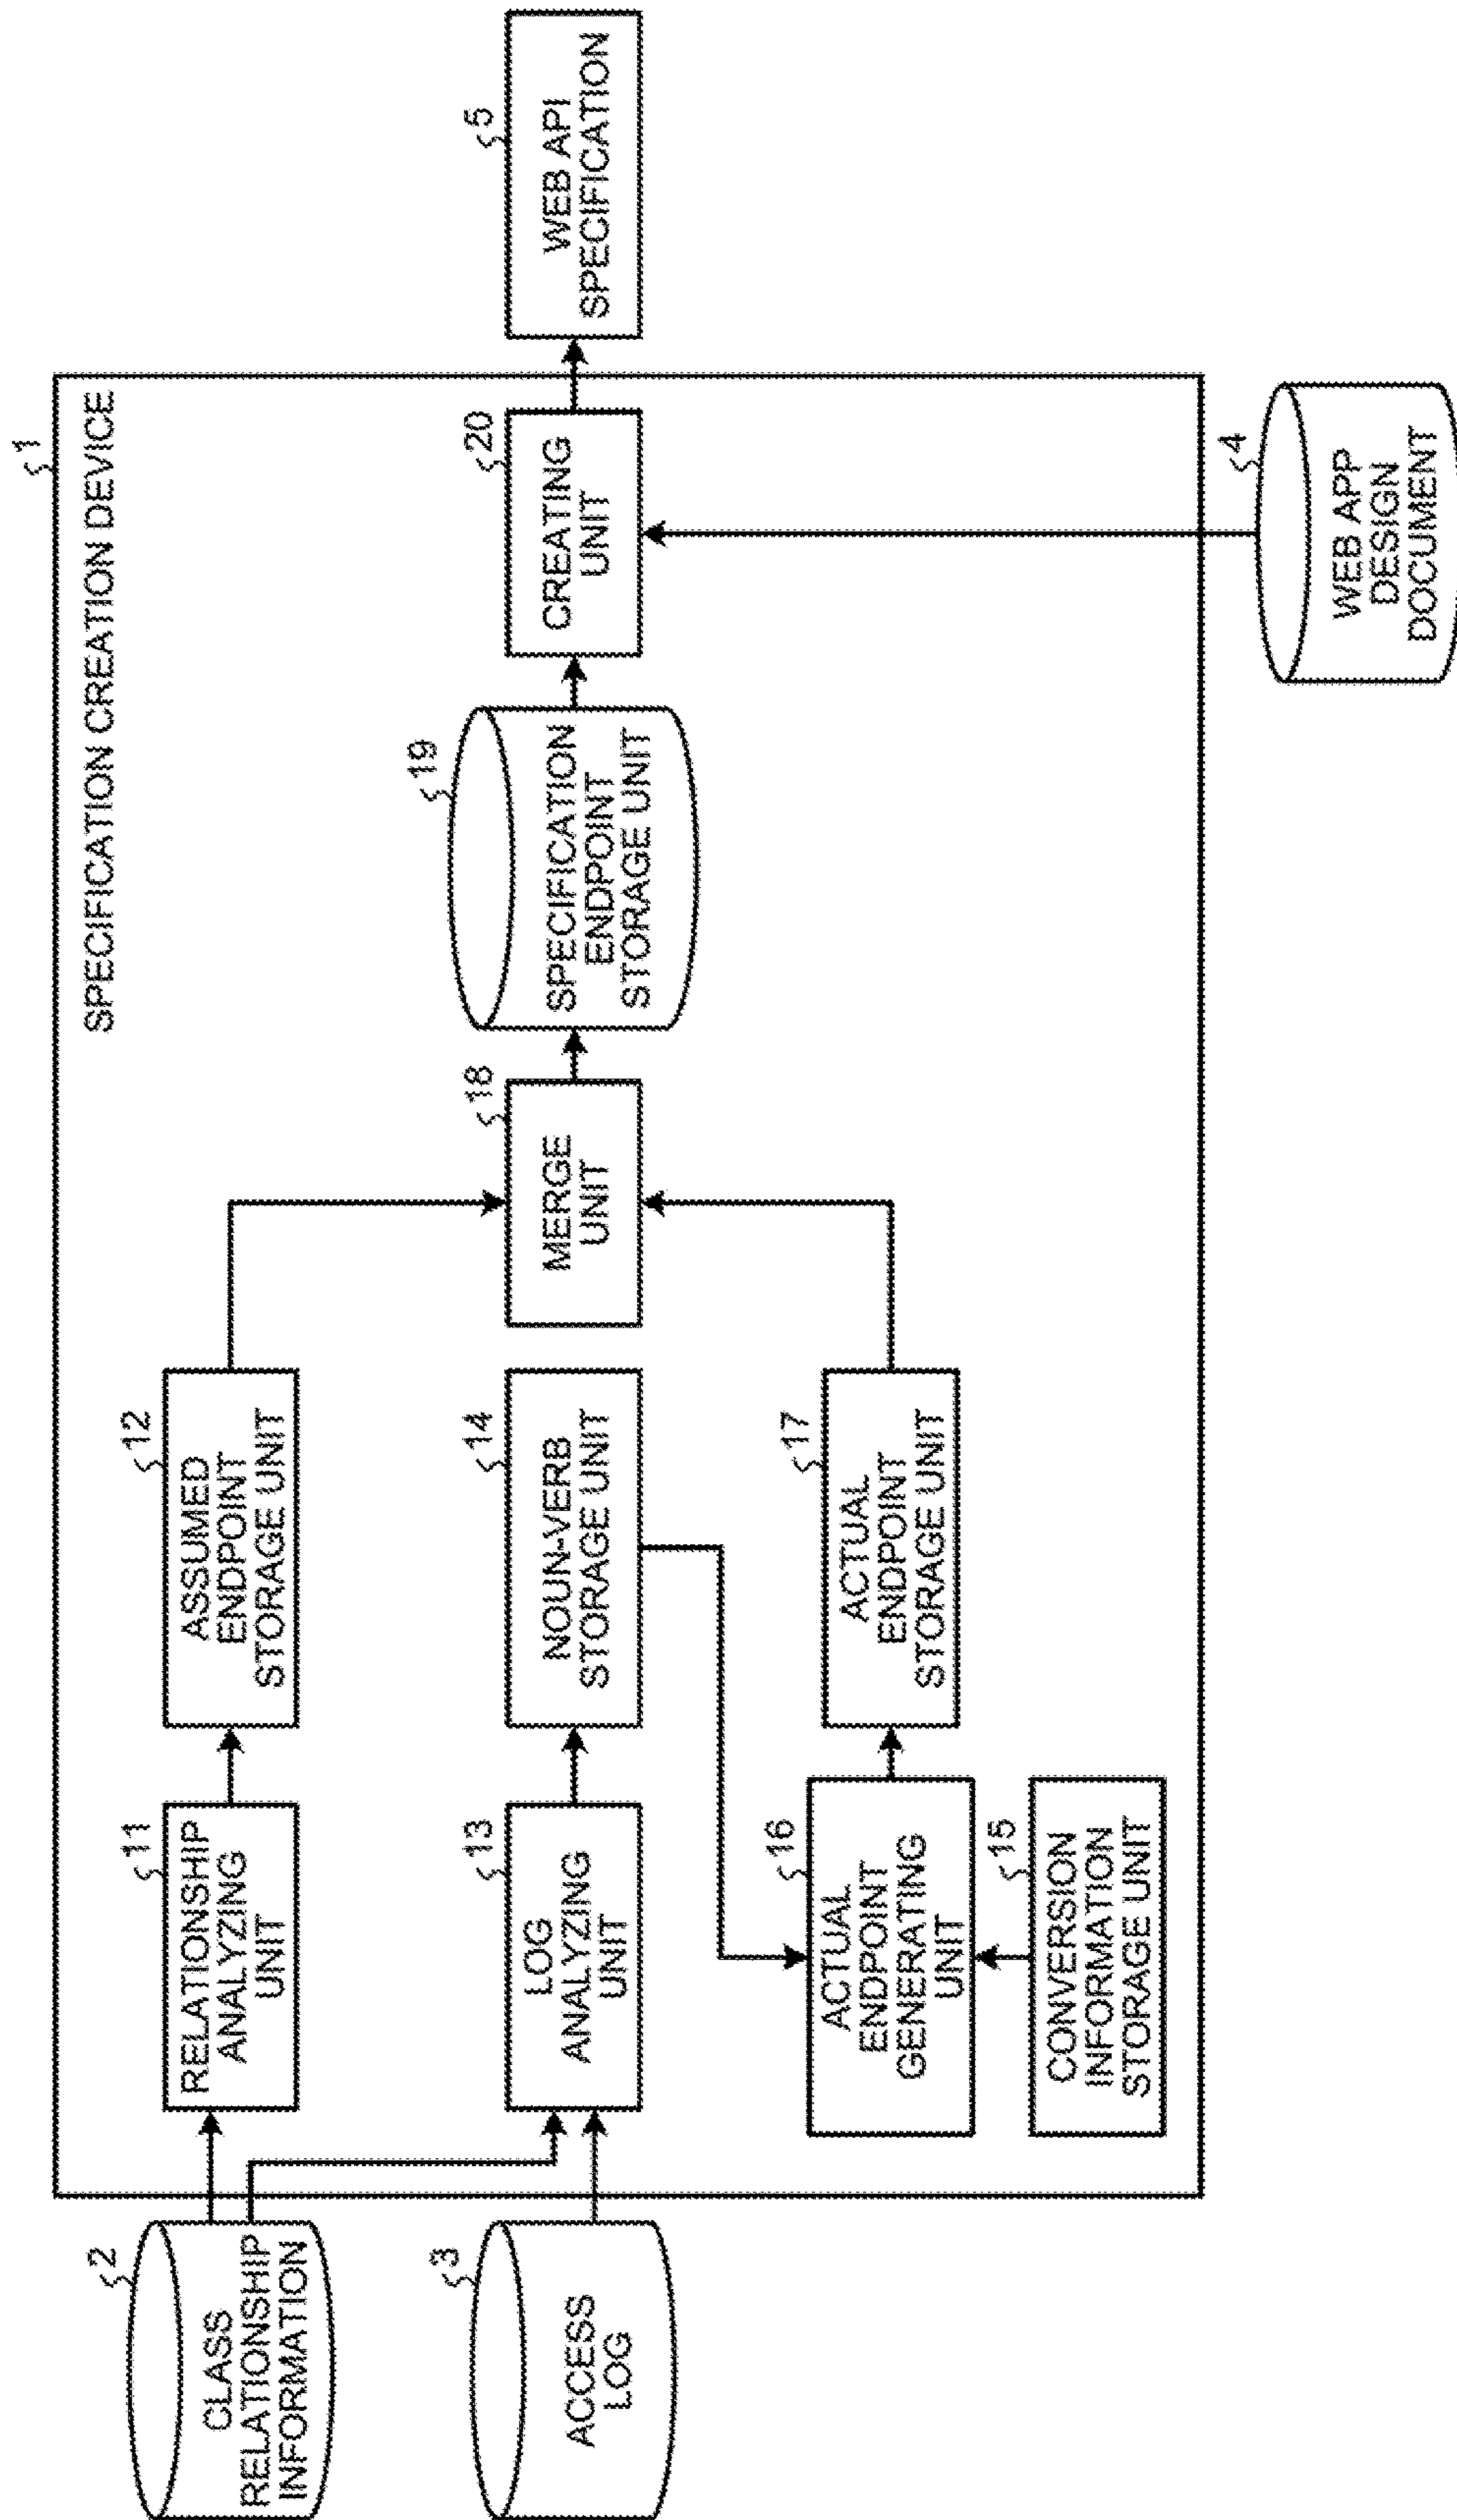 1
SPECIFICATION CREATION DEVICE
2
CLASS
RELATIONSHIP
INFORMATION
11
RELATIONSHIP
ANALYZING
UNIT
12
ASSUMED
ENDPOINT
STORAGE UNIT
3
ACCESS
LOG
13
LOG
ANALYZING
UNIT
14
NOUN-VERB
STORAGE UNIT
18
MERGE
UNIT
19
SPECIFICATION
ENDPOINT
STORAGE UNIT
20
CREATING
UNIT
5
WEB API
SPECIFICATION
16
ACTUAL
ENDPOINT
GENERATING
UNIT
17
ACTUAL
ENDPOINT
STORAGE UNIT
15
CONVERSION
INFORMATION
STORAGE UNIT
4
WEB APP
DESIGN
DOCUMENT